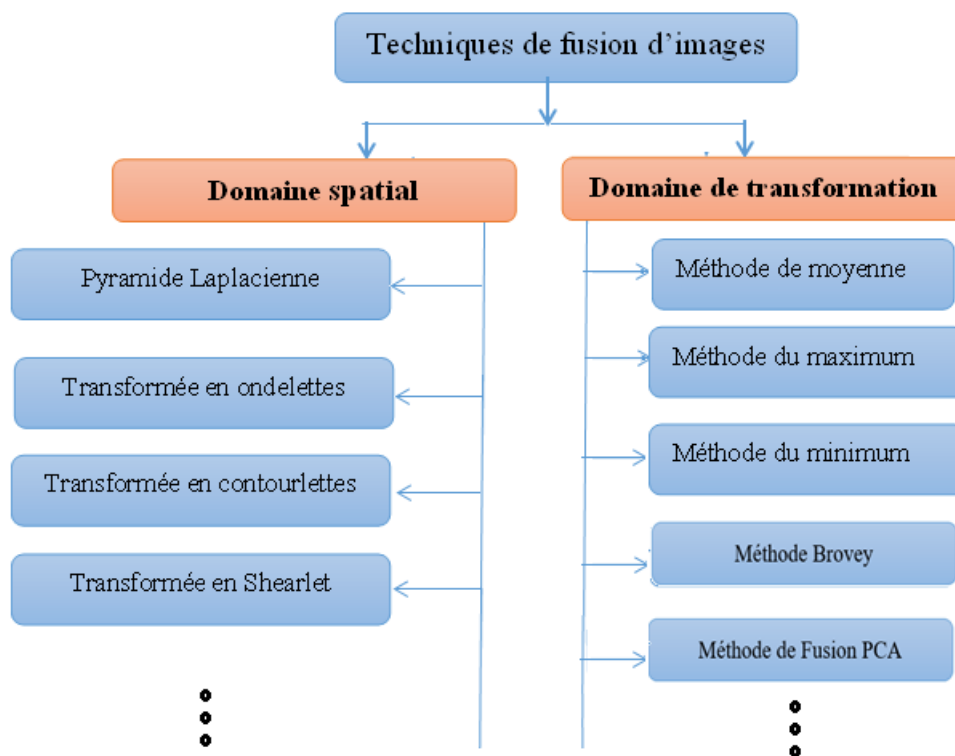 Techniques de fusion d’images
Domaine spatial
Pyramide Laplacienne
Transformée en ondelettes
Transformée en contourlettes
Transformée en Shearlet
Domaine de transformation
Méthode de moyenne
Méthode du maximum
Méthode du minimum
Méthode Brovey
Méthode de Fusion PCA